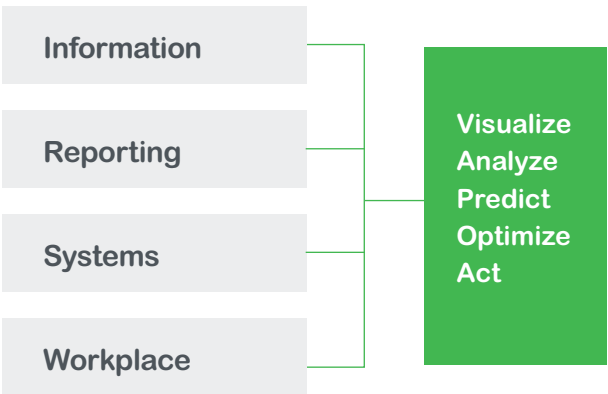 Information
Reporting
Systems
Workplace
Visualize
Analyze
Predict
Optimize
Act